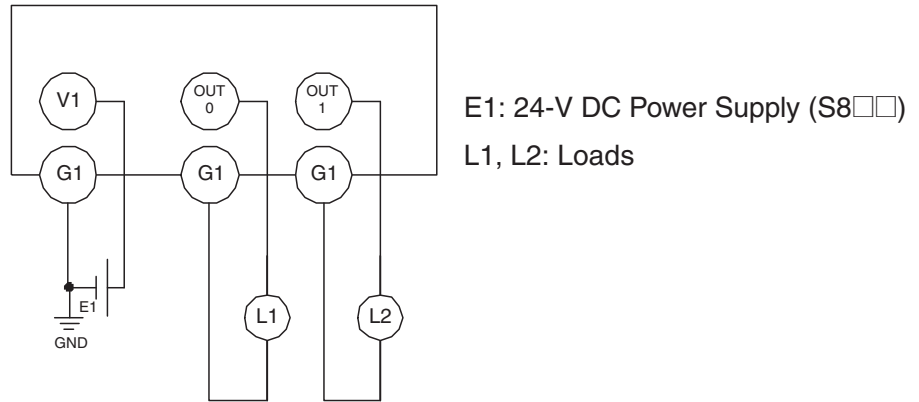 V1
OUT
0
OUT
1
E1: 24-V DC Power Supply (S8□□)
L1, L2: Loads
G1
G1
G1
E1
L1
L2
GND